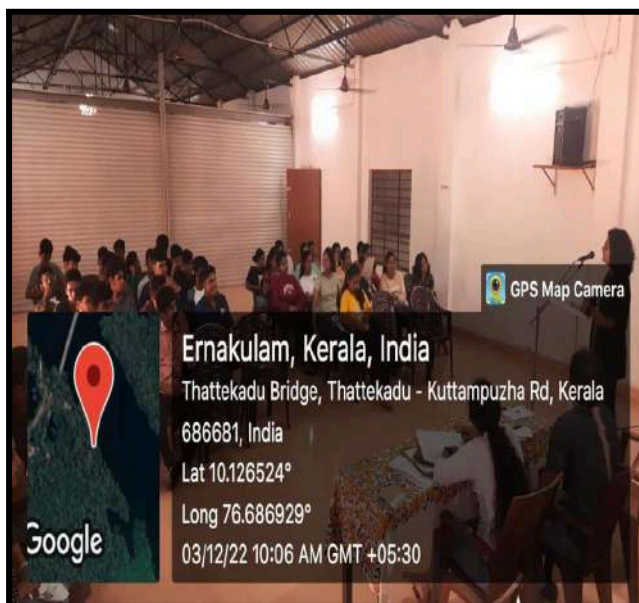 GPS Map Camera
Ernakulam, Kerala, India
Thattekadu Bridge, Thattekadu - Kuttampuzha Rd, Kerala
686681, India
Lat 10.126524°
Long 76.686929°
03/12/22 10:06 AM GMT +05:30
Google